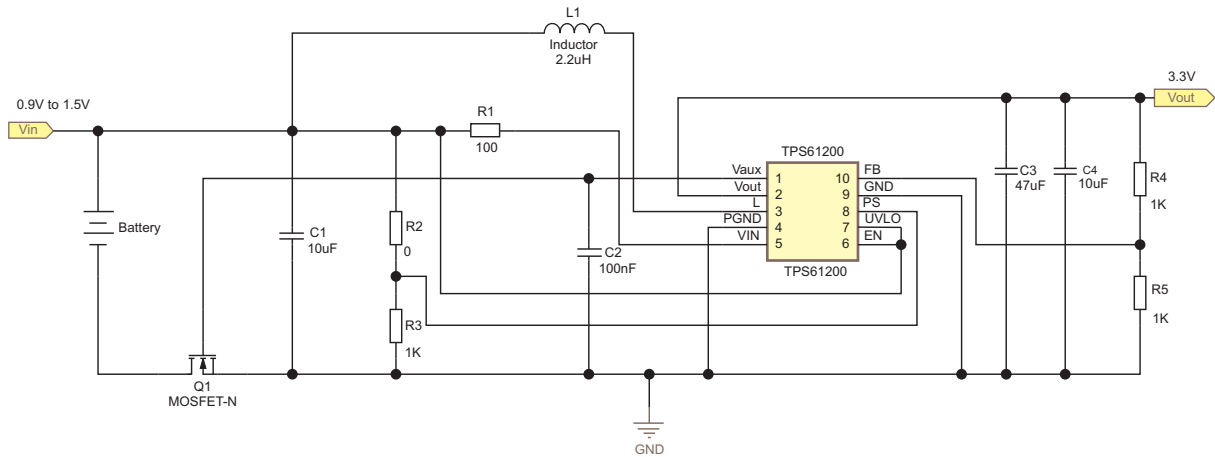 L1
Inductor
2.2uH
0.9V to 1.5V
Vin
R1
100
3.3V
Vout
TPS61200
Vaux
1
10
FB
Vout
2
9
GND
L
3
8
PS
PGND
4
7
UVLO
VIN
5
6
EN
TPS61200
C3
47uF
C4
10uF
R4
1K
Battery
C1
10uF
R2
0
C2
100nF
R3
1K
R5
1K
Q1
MOSFET-N
GND